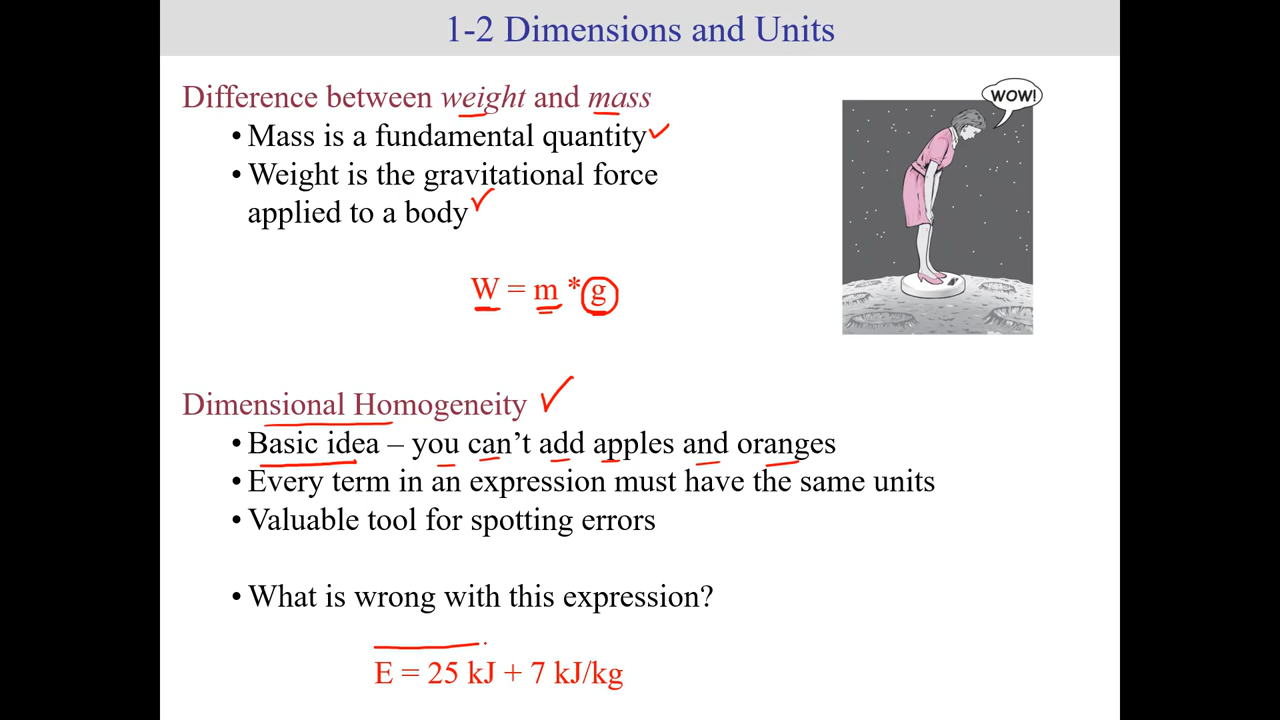 1-2 Dimensions and Units
Difference between weight and mass
• Mass is a fundamental quantity
• Weight is the gravitational force
applied to a body
W = m *g
WOW!
Dimensional Homogeneity
• Basic idea – you can’t add apples and oranges
• Every term in an expression must have the same units
• Valuable tool for spotting errors
• What is wrong with this expression?
E = 25 kJ + 7 kJ/kg